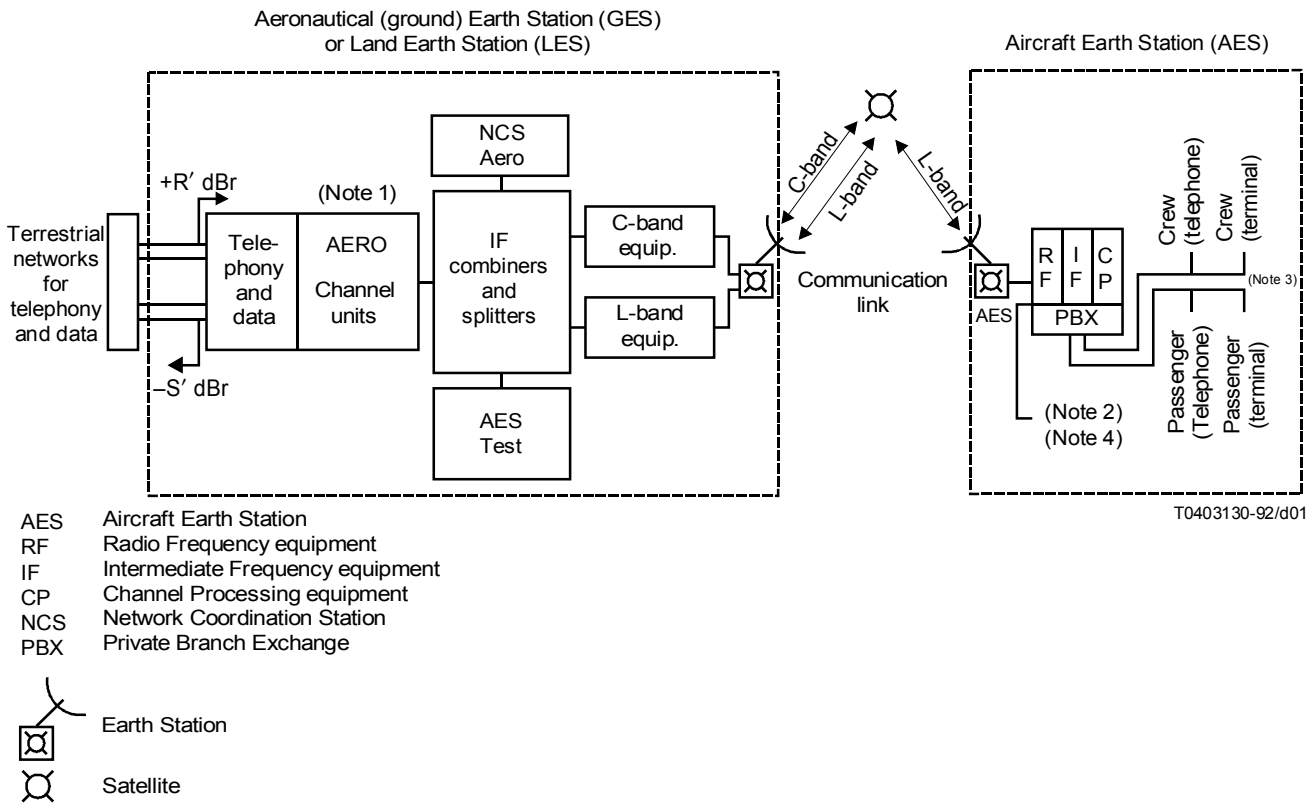 Aeronautical (ground) Earth Station (GES)
or Land Earth Station (LES)
Aircraft Earth Station (AES)
NCS
Aero
+R′ dBr
(Note 1)
Terrestrial
networks
for
telephony
and data
Tele-
phony
and
data
AERO
Channel
units
IF
combiners
and
splitters
C-band
equip.
L-band
equip.
–S′ dBr
AES
Test
C-band
L-band
L-band
Communication
link
AES
R
F
I
F
C
P
PBX
Crew
(telephone)
Crew
(terminal)
(Note 3)
Passenger
(Telephone)
Passenger
(terminal)
(Note 2)
(Note 4)
T0403130-92/d01
AES Aircraft Earth Station
RF Radio Frequency equipment
IF Intermediate Frequency equipment
CP Channel Processing equipment
NCS Network Coordination Station
PBX Private Branch Exchange
Earth Station
Satellite